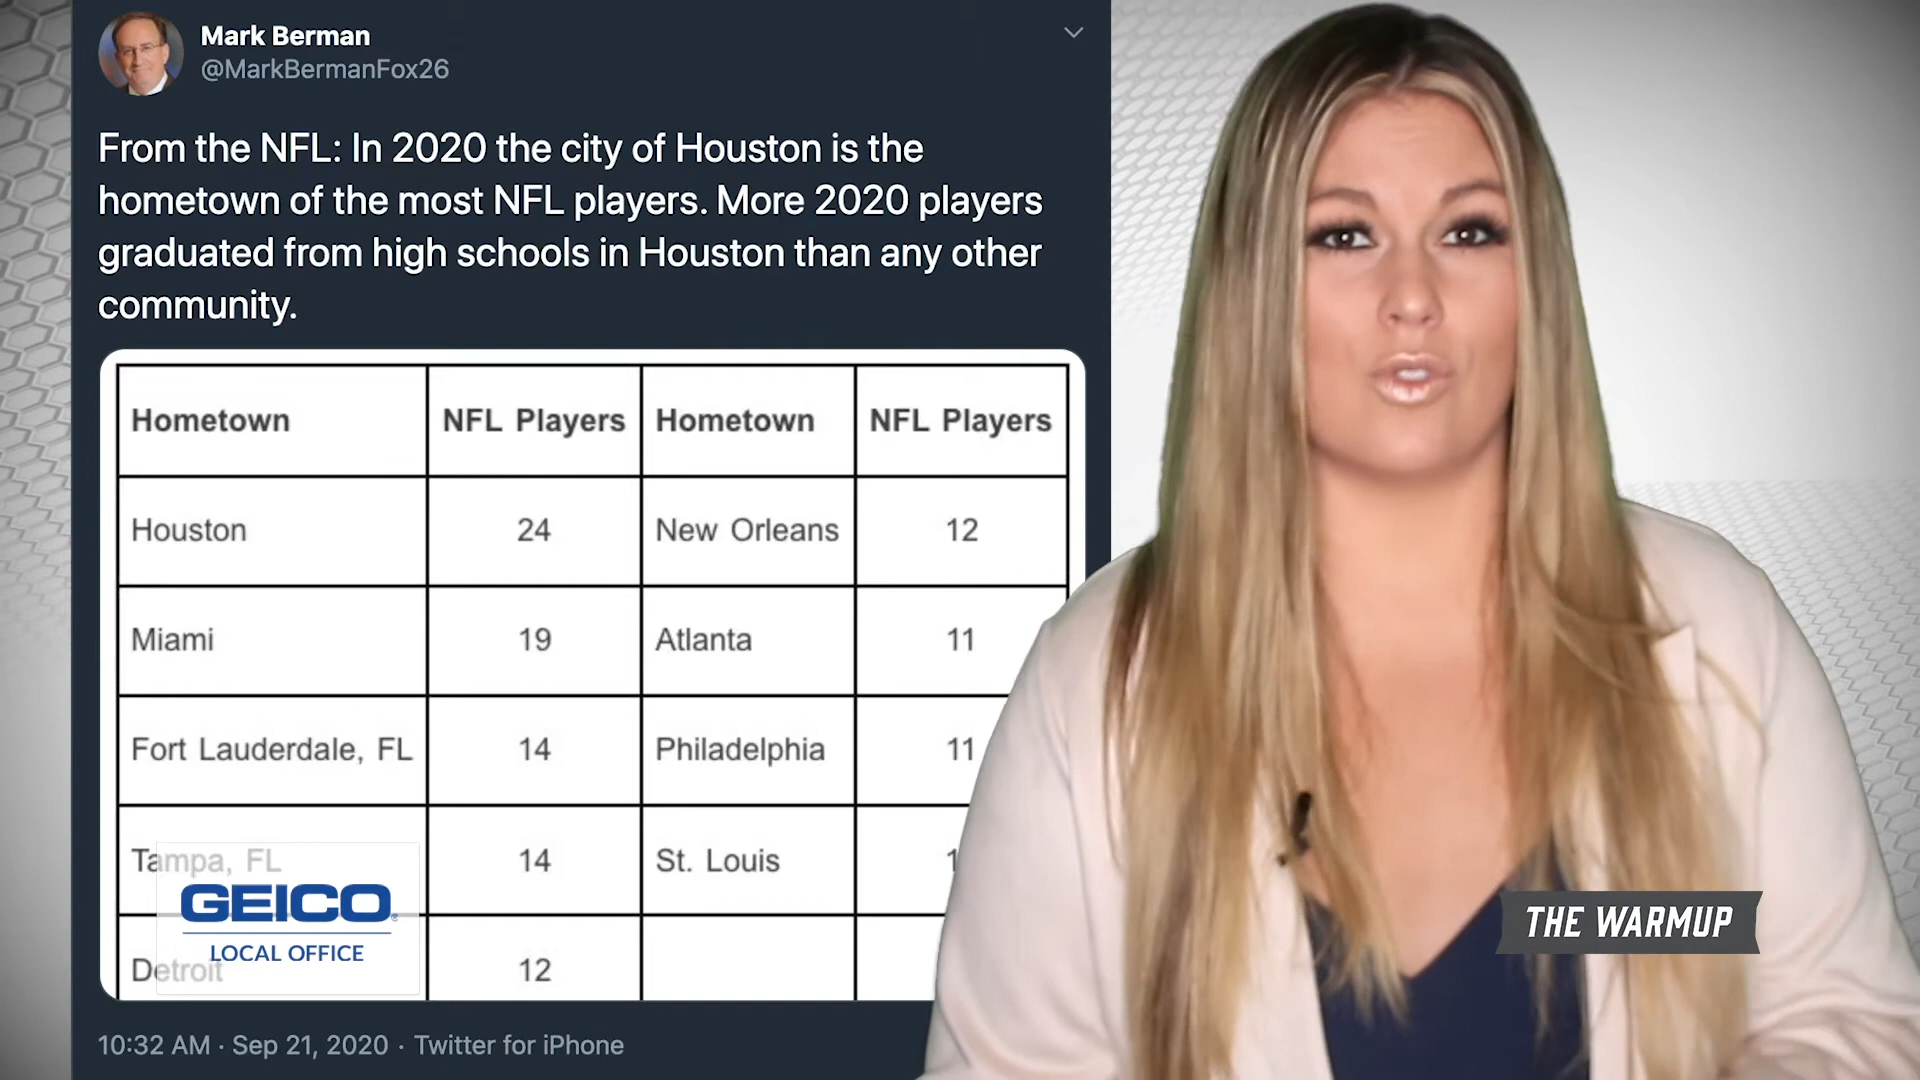 Mark Berman
@MarkBermanFox26
From the NFL: In 2020 the city of Houston is the
hometown of the most NFL players. More 2020 players
graduated from high schools in Houston than any other
community.
Hometown NFL Players Hometown NFL Players
Houston 24 New Orleans 12
Miami 19 Atlanta 11
Fort Lauderdale, FL 14 Philadelphia 11
Tampa, FL 14 St. Louis
Detroit 12
GEICO
LOCAL OFFICE
10:32 AM · Sep 21, 2020 · Twitter for iPhone
THE WARMUP